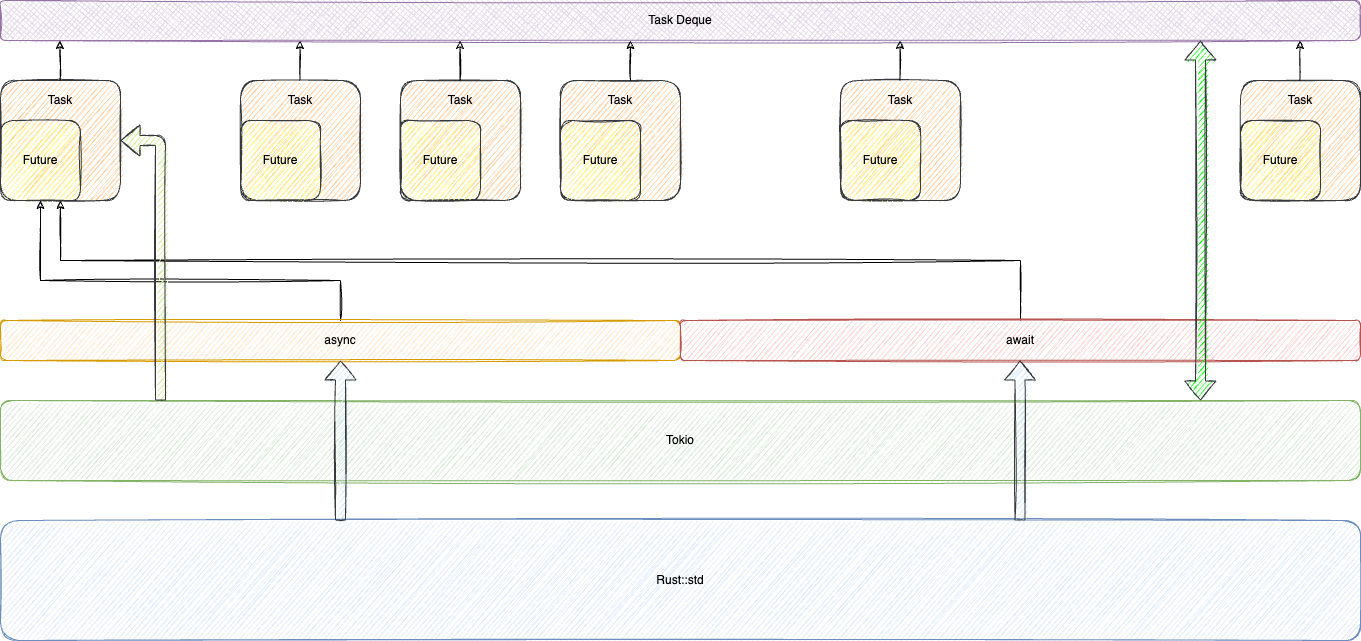 Task Deque
Task
Task
Task
Task
Task
Task
Future
Future
Future
Future
Future
Future
async
await
Tokio
Rust::std